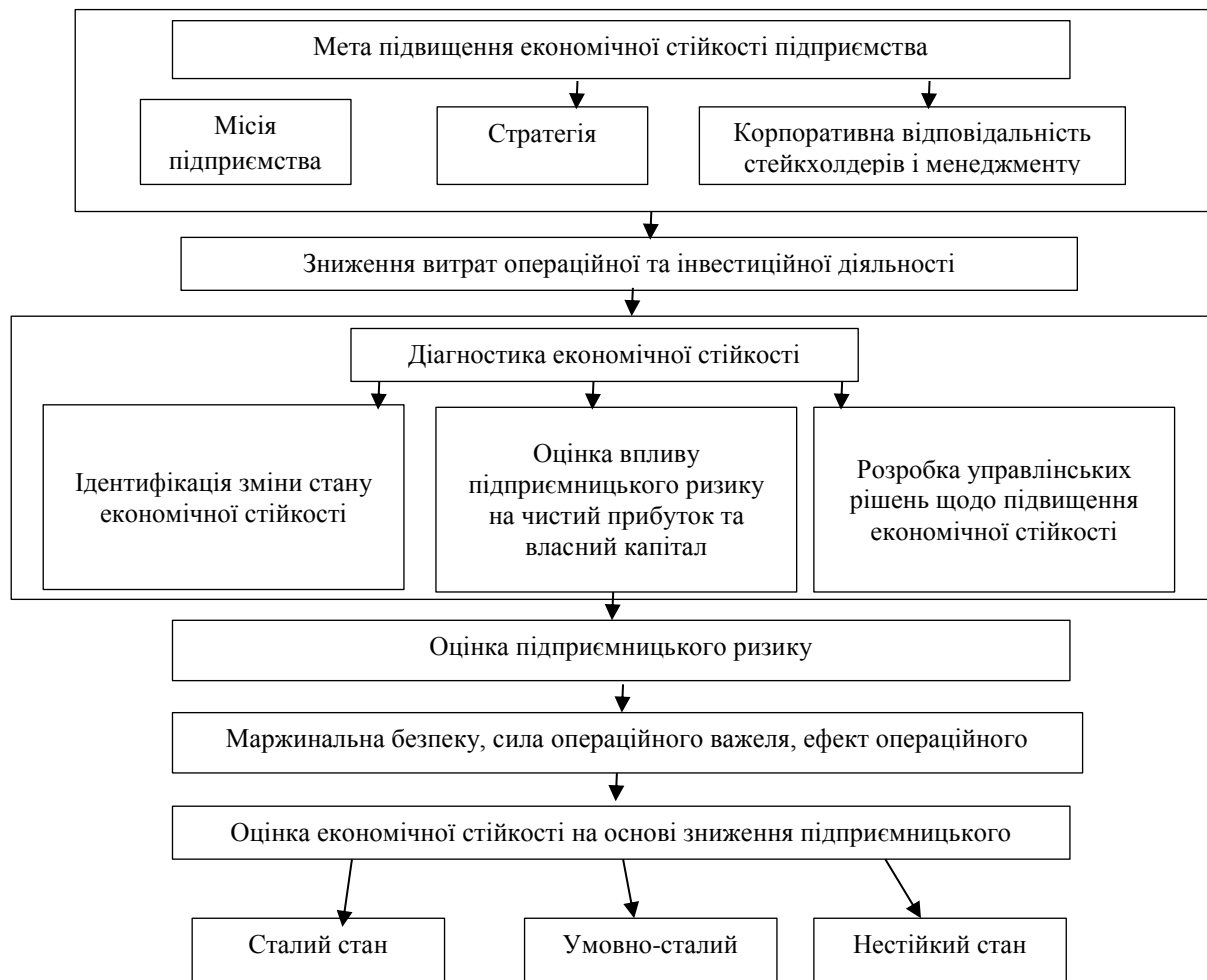 Мета підвищення економічної стійкості підприємства
Місія
підприємства
Стратегія
Корпоративна відповідальність
стейкхолдерів і менеджменту
Зниження витрат операційної та інвестиційної діяльності
Діагностика економічної стійкості
Ідентифікація зміни стану
економічної стійкості
Оцінка впливу
підприємницького ризику
на чистий прибуток та
власний капітал
Розробка управлінських
рішень щодо підвищення
економічної стійкості
Оцінка підприємницького ризику
Маржинальна безпеку, сила операційного важеля, ефект операційного
Оцінка економічної стійкості на основі зниження підприємницького
Сталий стан
Умовно-сталий
Нестійкий стан